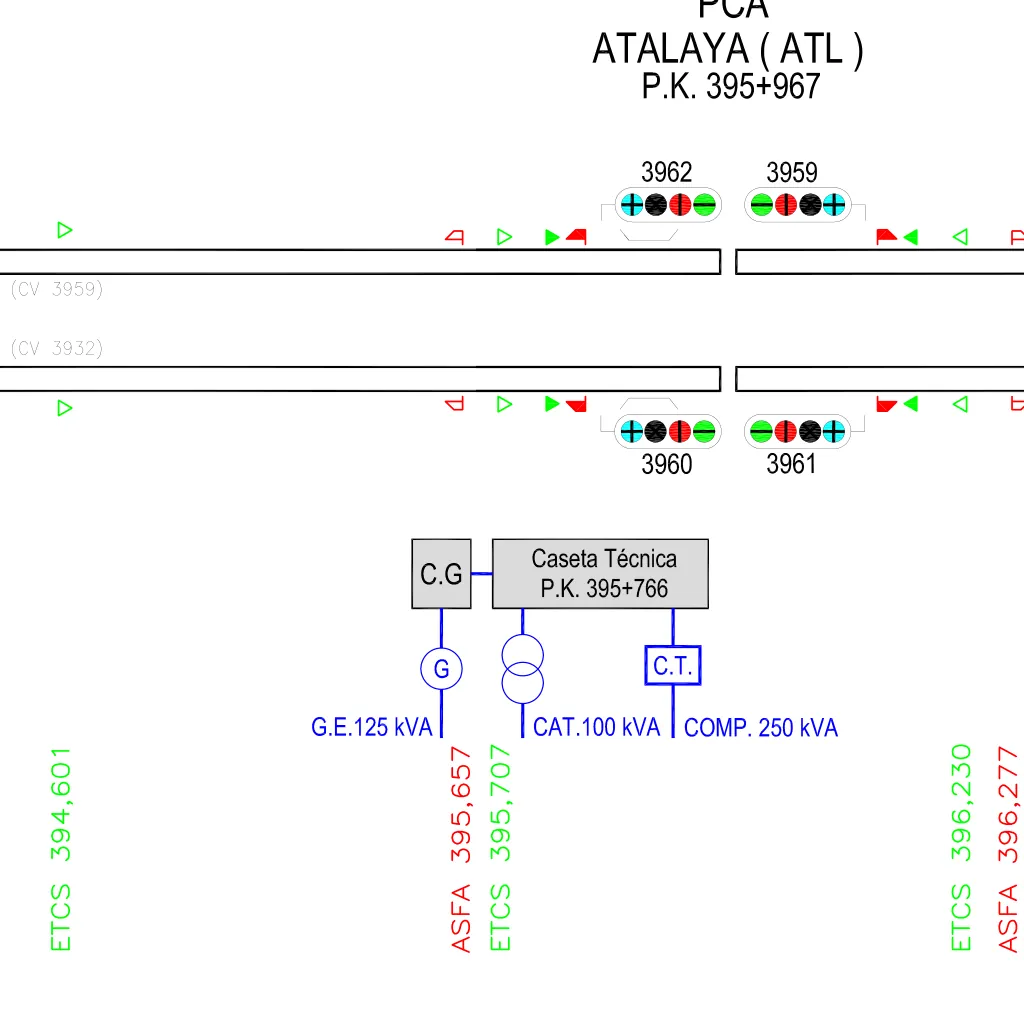 PCA
ATALAYA ( ATL )
P.K. 395+967
3962
3959
(CV 3959)
(CV 3932)
3960
3961
C.G
Caseta Técnica
P.K. 395+766
G
C.T.
G.E.125 kVA
CAT.100 kVA
COMP. 250 kVA
ETCS 394,601
ASFA 395,657
ETCS 395,707
ETCS 396,230
ASFA 396,277